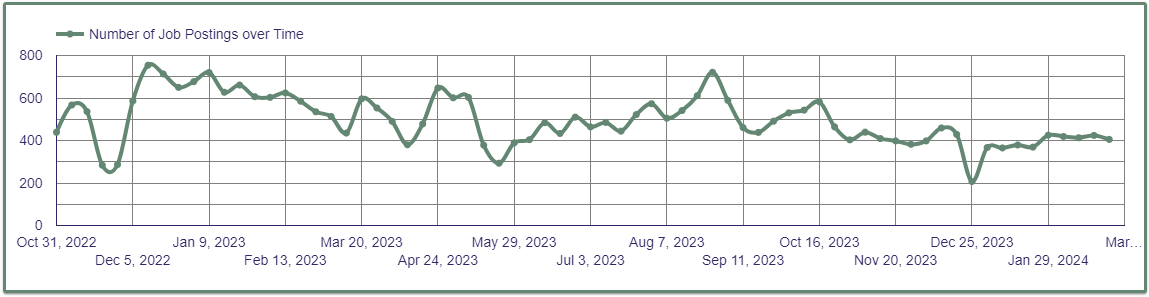 Number of Job Postings over Time
800
600
400
200
0
Oct 31, 2022 Jan 9, 2023 Mar 20, 2023 May 29, 2023 Aug 7, 2023 Oct 16, 2023 Dec 25, 2023 Mar…
Dec 5, 2022 Feb 13, 2023 Apr 24, 2023 Jul 3, 2023 Sep 11, 2023 Nov 20, 2023 Jan 29, 2024